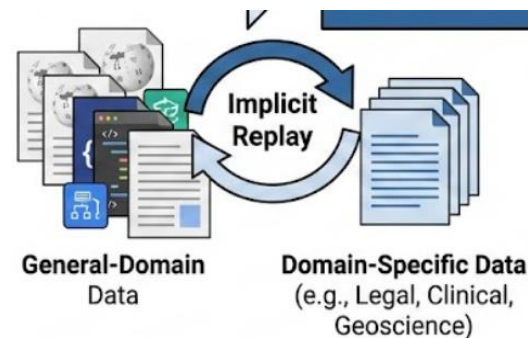 Implicit
Replay
{
</>
</>
General-Domain
Data
Domain-Specific Data
(e.g., Legal, Clinical,
Geoscience)